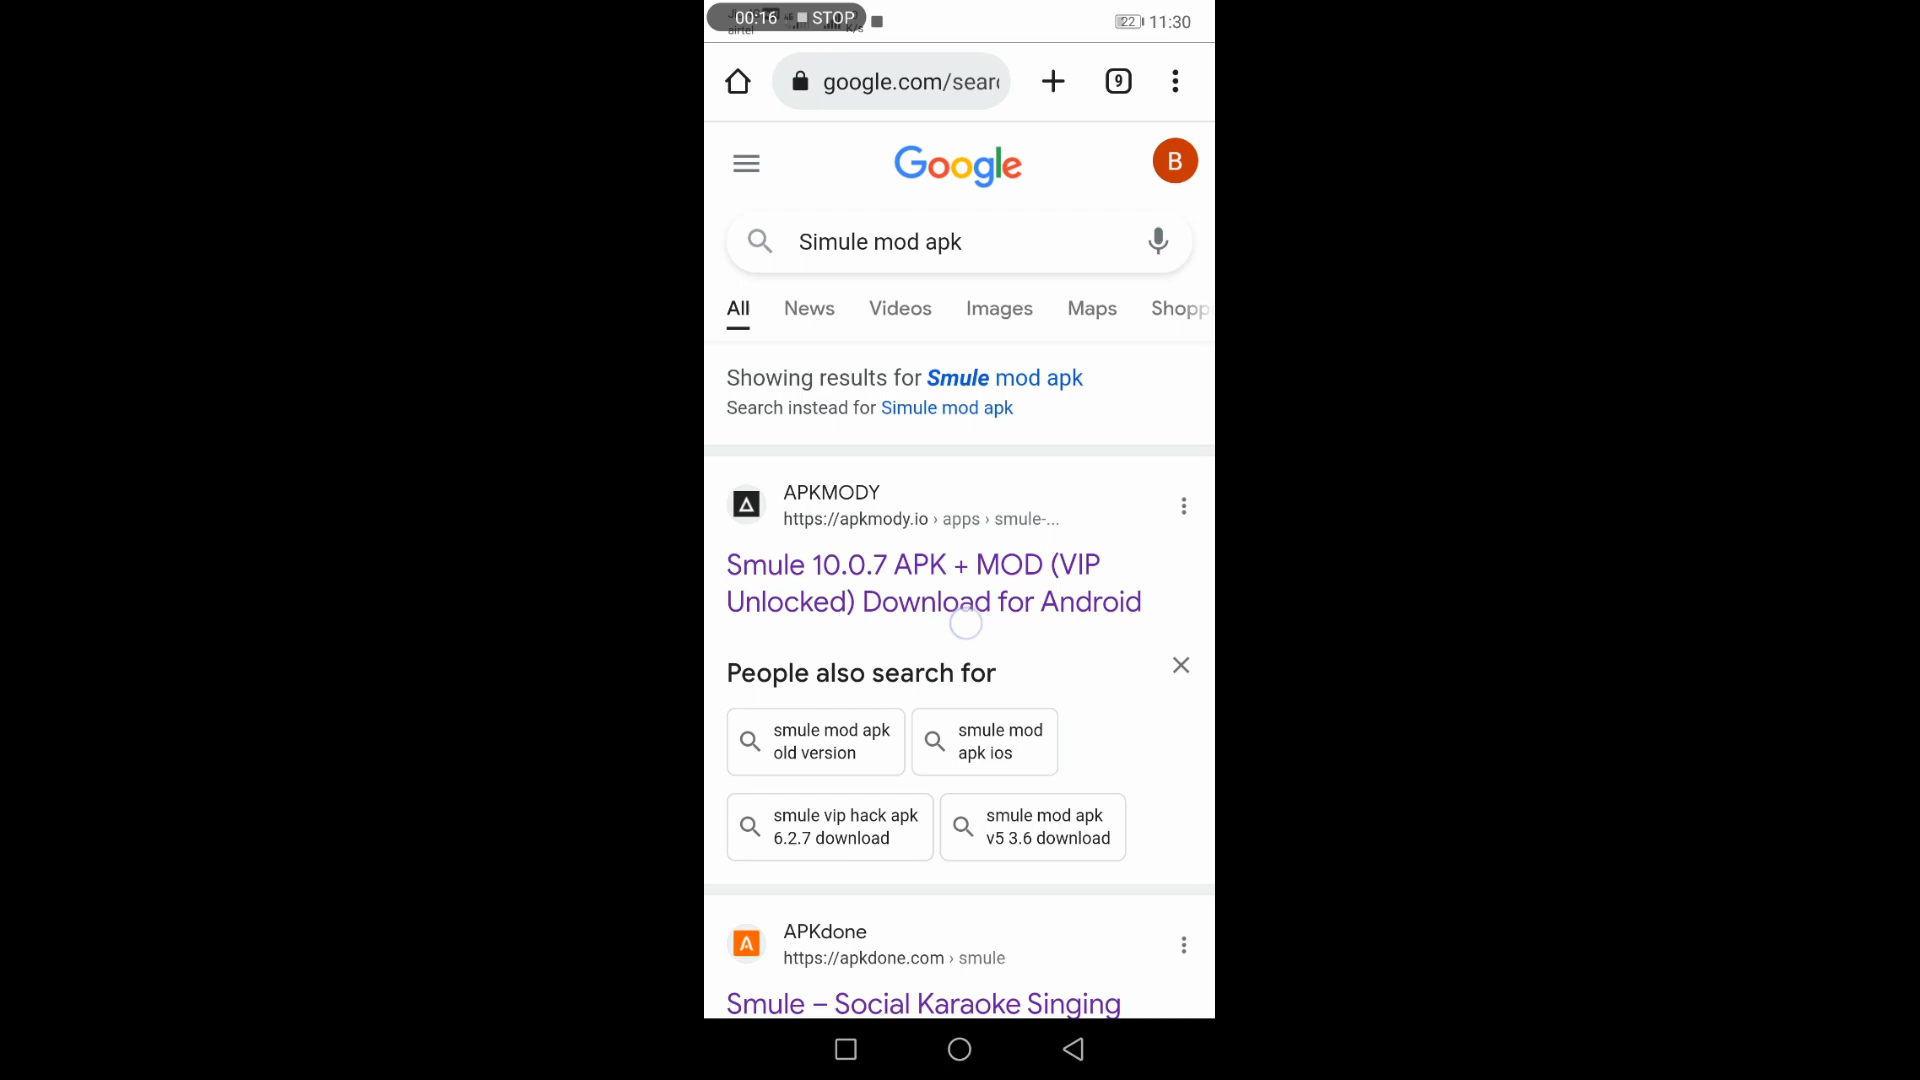 00:16 STOP
airtel K/s
22 11:30
google.com/sear
9
Google
B
Simule mod apk
All News Videos Images Maps Shopp
Showing results for Smule mod apk
Search instead for Simule mod apk
APKMODY
https://apkmody.io › apps › smule-...
Smule 10.0.7 APK + MOD (VIP
Unlocked) Download for Android
People also search for
smule mod apk
old version
smule mod
apk ios
smule vip hack apk
6.2.7 download
smule mod apk
v5 3.6 download
APKdone
https://apkdone.com › smule
Smule – Social Karaoke Singing